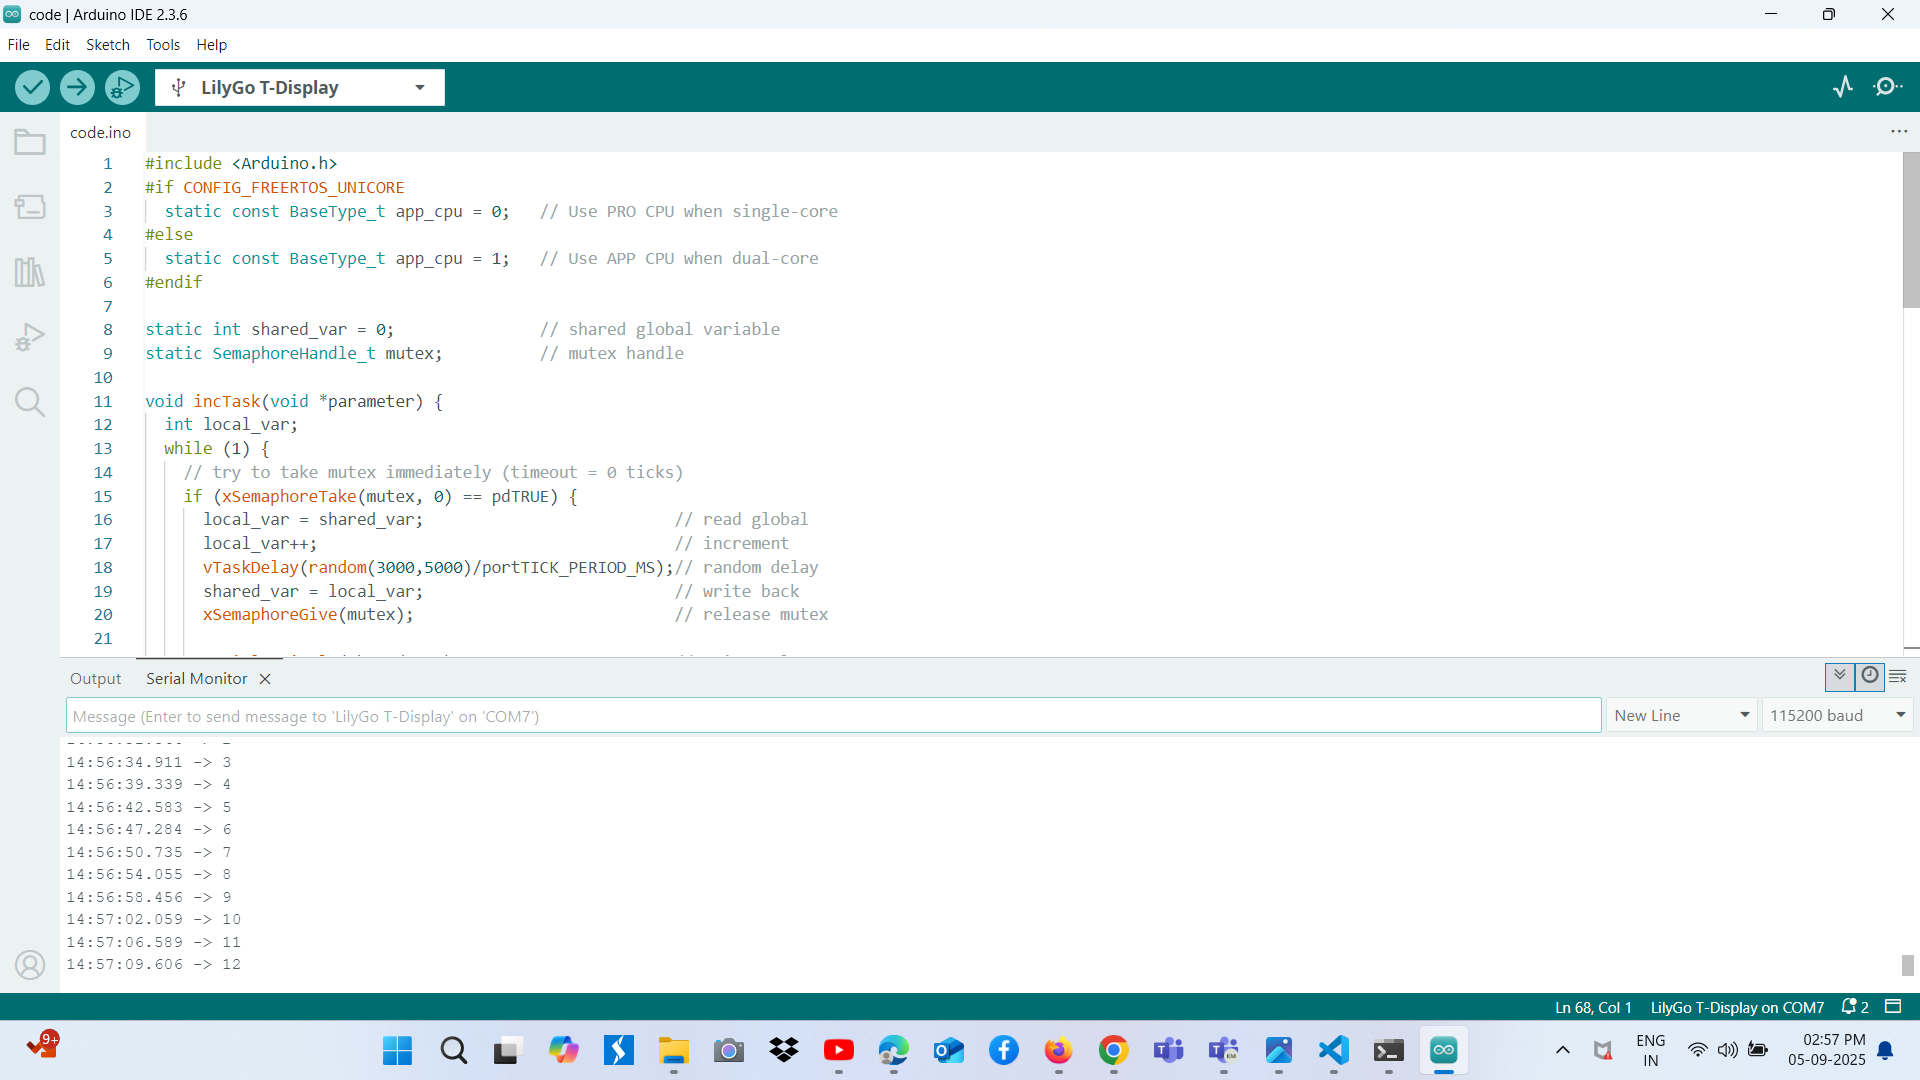 code | Arduino IDE 2.3.6
File Edit Sketch Tools Help
LilyGo T-Display
code.ino
1 #include <Arduino.h>
2 #if CONFIG_FREERTOS_UNICORE
3 static const BaseType_t app_cpu = 0; // Use PRO CPU when single-core
4 #else
5 static const BaseType_t app_cpu = 1; // Use APP CPU when dual-core
6 #endif
7
8 static int shared_var = 0; // shared global variable
9 static SemaphoreHandle_t mutex; // mutex handle
10
11 void incTask(void *parameter) {
12 int local_var;
13 while (1) {
14 // try to take mutex immediately (timeout = 0 ticks)
15 if (xSemaphoreTake(mutex, 0) == pdTRUE) {
16 local_var = shared_var; // read global
17 local_var++; // increment
18 vTaskDelay(random(3000,5000)/portTICK_PERIOD_MS);// random delay
19 shared_var = local_var; // write back
20 xSemaphoreGive(mutex); // release mutex
21
Output Serial Monitor
Message (Enter to send message to 'LilyGo T-Display' on 'COM7')
New Line
115200 baud
14:56:34.911 -> 3
14:56:39.339 -> 4
14:56:42.583 -> 5
14:56:47.284 -> 6
14:56:50.735 -> 7
14:56:54.055 -> 8
14:56:58.456 -> 9
14:57:02.059 -> 10
14:57:06.589 -> 11
14:57:09.606 -> 12
Ln 68, Col 1 LilyGo T-Display on COM7 2
9+
ENG
IN
02:57 PM
05-09-2025